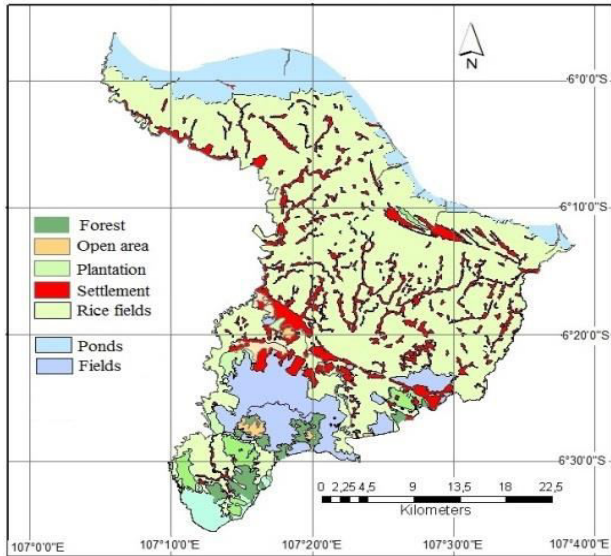 N
6°0'0"S
6°10'0"S
Forest
Open area
Plantation
Settlement
Rice fields
Ponds
Fields
6°20'0"S
6°30'0"S
0 2,25 4,5 9 13,5 18 22,5
Kilometers
107°0'0"E 107°10'0"E 107°20'0"E 107°30'0"E 107°40'0"E